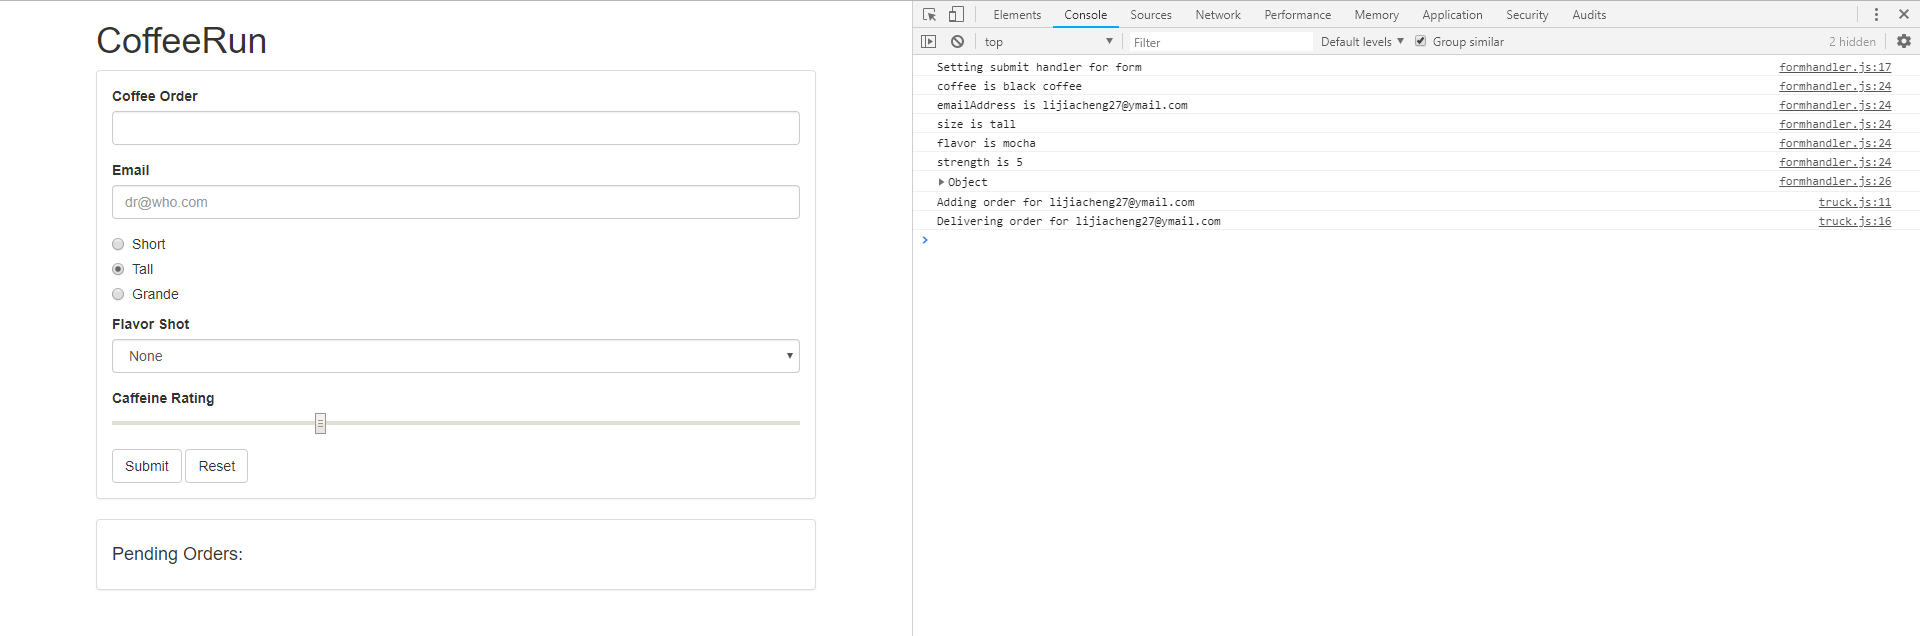 CoffeeRun
Coffee Order
Email
dr@who.com
Short
Tall
Grande
Flavor Shot
None
Caffeine Rating
Submit Reset
Pending Orders:
Elements Console Sources Network Performance Memory Application Security Audits
top Filter Default levels Group similar 2 hidden
Setting submit handler for form formhandler.js:17
coffee is black coffee formhandler.js:24
emailAddress is lijiacheng27@ymail.com formhandler.js:24
size is tall formhandler.js:24
flavor is mocha formhandler.js:24
strength is 5 formhandler.js:24
Object formhandler.js:26
Adding order for lijiacheng27@ymail.com truck.js:11
Delivering order for lijiacheng27@ymail.com truck.js:16